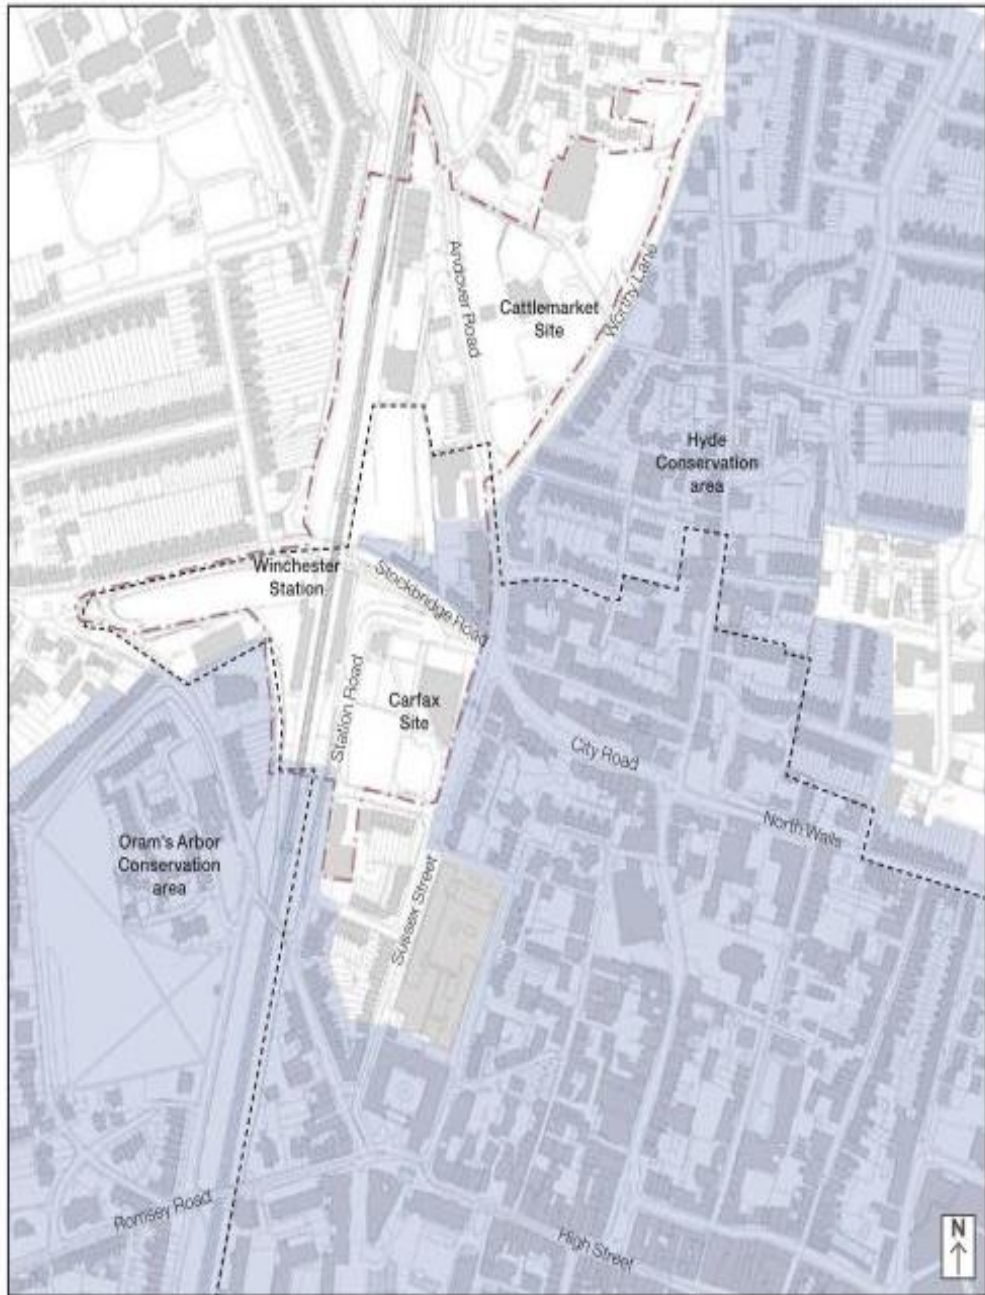 Andover Road
Cattlemarket
Site
Worthy Lane
Hyde
Conservation
area
Winchester
Station
Stockbridge Road
Station Road
Carfax
Site
City Road
North Walls
Oram's Arbor
Conservation
area
Sussex Street
Romsey Road
High Street
N